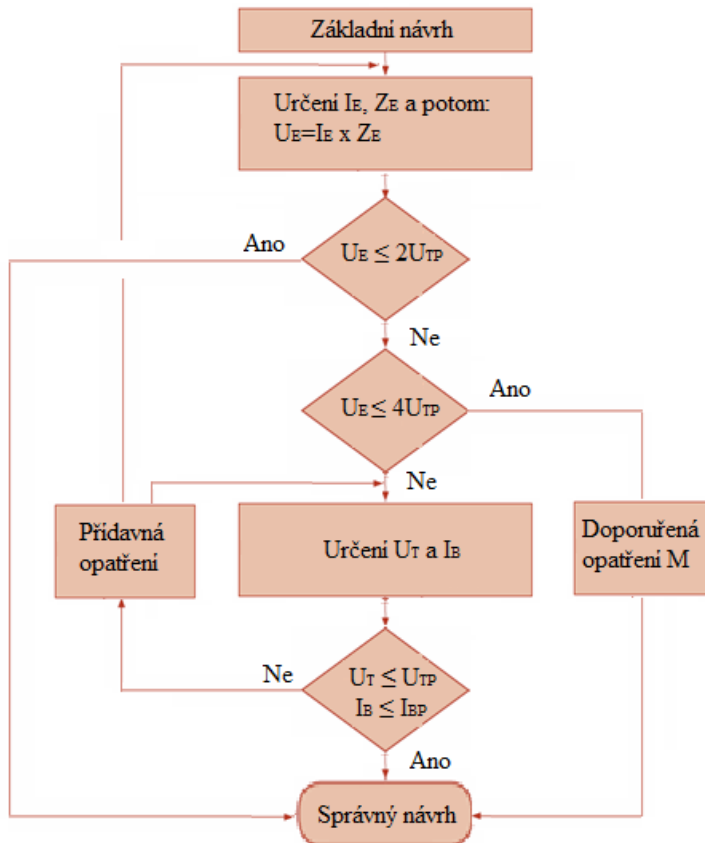 Základní návrh
Určení IE, ZE a potom:
UE=IE x ZE
Ano
UE ≤ 2UTP
Ne
UE ≤ 4UTP
Ano
Ne
Přídavná
opatření
Určení UT a IB
Doporuřená
opatření M
Ne
UT ≤ UTP
IB ≤ IBP
Ano
Správný návrh